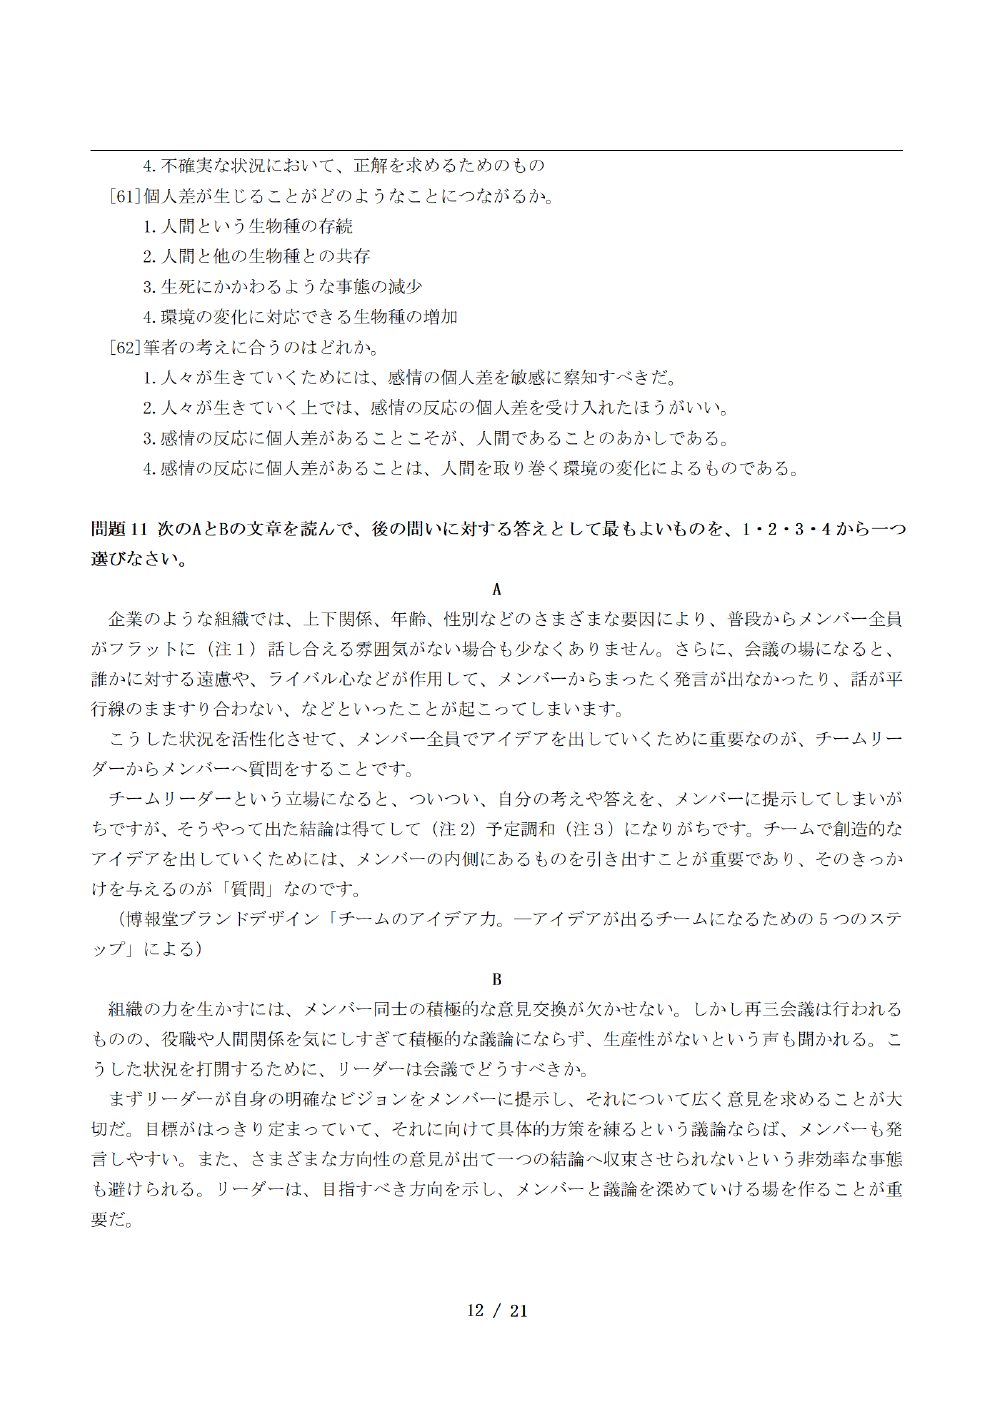 4.不確実な状況において、正解を求めるためのもの
[61]個人差が生じることがどのようなことにつながるか。
1.人間という生物種の存続
2.人間と他の生物種との共存
3.生死にかかわるような事態の減少
4.環境の変化に対応できる生物種の増加
[62]筆者の考えに合うのはどれか。
1.人々が生きていくためには、感情の個人差を敏感に察知すべきだ。
2.人々が生きていく上では、感情の反応の個人差を受け入れたほうがいい。
3.感情の反応に個人差があることこそが、人間であることのあかしである。
4.感情の反応に個人差があることは、人間を取り巻く環境の変化によるものである。
問題11 次のAとBの文章を読んで、後の問いに対する答えとして最もよいものを、1・2・3・4から一つ
選びなさい。
A
企業のような組織では、上下関係、年齢、性別などのさまざまな要因により、普段からメンバー全員
がフラットに（注１）話し合える雰囲気がない場合も少なくありません。さらに、会議の場になると、
誰かに対する遠慮や、ライバル心などが作用して、メンバーからまったく発言が出なかったり、話が平
行線のまますり合わない、などといったことが起こってしまいます。
こうした状況を活性化させて、メンバー全員でアイデアを出していくために重要なのが、チームリー
ダーからメンバーへ質問をすることです。
チームリーダーという立場になると、ついつい、自分の考えや答えを、メンバーに提示してしまいが
ちですが、そうやって出た結論は得てして（注２）予定調和（注３）になりがちです。チームで創造的な
アイデアを出していくためには、メンバーの内側にあるものを引き出すことが重要であり、そのきっか
けを与えるのが「質問」なのです。
（博報堂ブランドデザイン「チームのアイデア力。―アイデアが出るチームになるための５つのステ
ップ」による）
B
組織の力を生かすには、メンバー同士の積極的な意見交換が欠かせない。しかし再三会議は行われる
ものの、役職や人間関係を気にしすぎて積極的な議論にならず、生産性がないという声も聞かれる。こ
うした状況を打開するために、リーダーは会議でどうすべきか。
まずリーダーが自身の明確なビジョンをメンバーに提示し、それについて広く意見を求めることが大
切だ。目標がはっきり定まっていて、それに向けて具体的方策を練るという議論ならば、メンバーも発
言しやすい。また、さまざまな方向性の意見が出て一つの結論へ収束させられないという非効率な事態
も避けられる。リーダーは、目指すべき方向を示し、メンバーと議論を深めていける場を作ることが重
要だ。
12 / 21